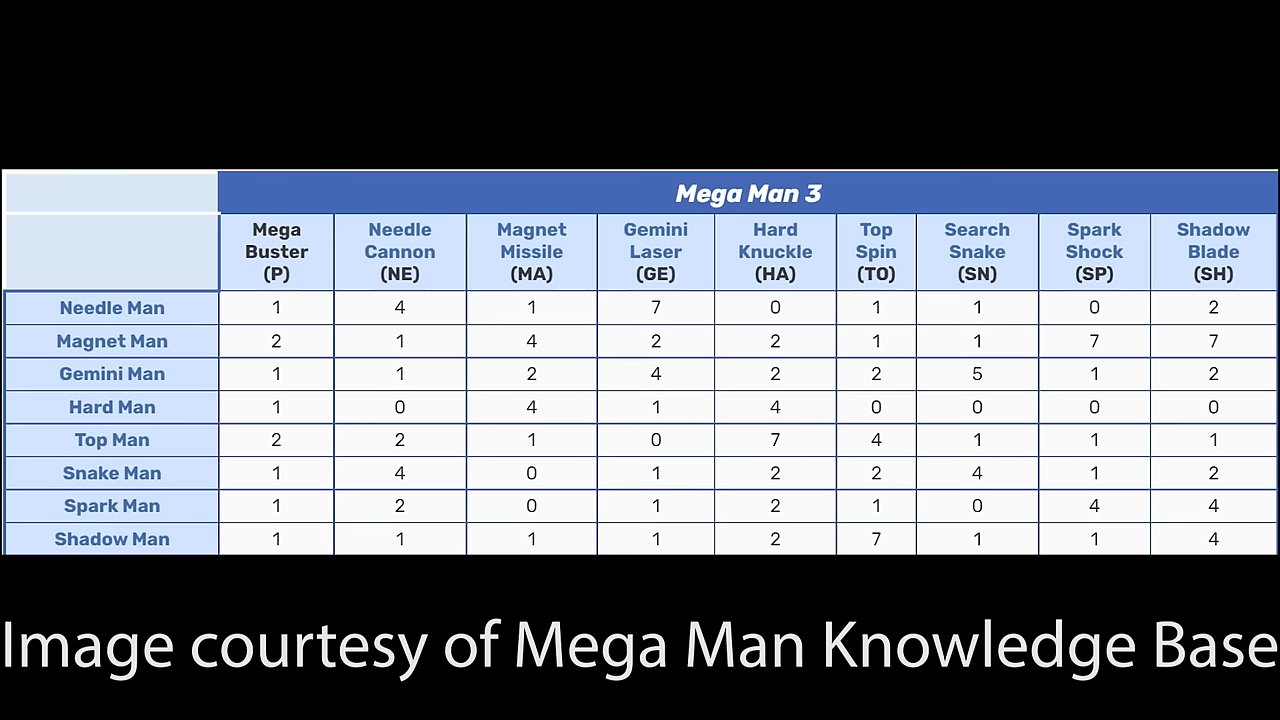 Mega Man 3
Mega Buster (P) Needle Cannon (NE) Magnet Missile (MA) Gemini Laser (GE) Hard Knuckle (HA) Top Spin (TO) Search Snake (SN) Spark Shock (SP) Shadow Blade (SH)
Needle Man 1 4 1 7 0 1 1 0 2
Magnet Man 2 1 4 2 2 1 1 7 7
Gemini Man 1 1 2 4 2 2 5 1 2
Hard Man 1 0 4 1 4 0 0 0 0
Top Man 2 2 1 0 7 4 1 1 1
Snake Man 1 4 0 1 2 2 4 1 2
Spark Man 1 2 0 1 2 1 0 4 4
Shadow Man 1 1 1 1 2 7 1 1 4
Image courtesy of Mega Man Knowledge Base